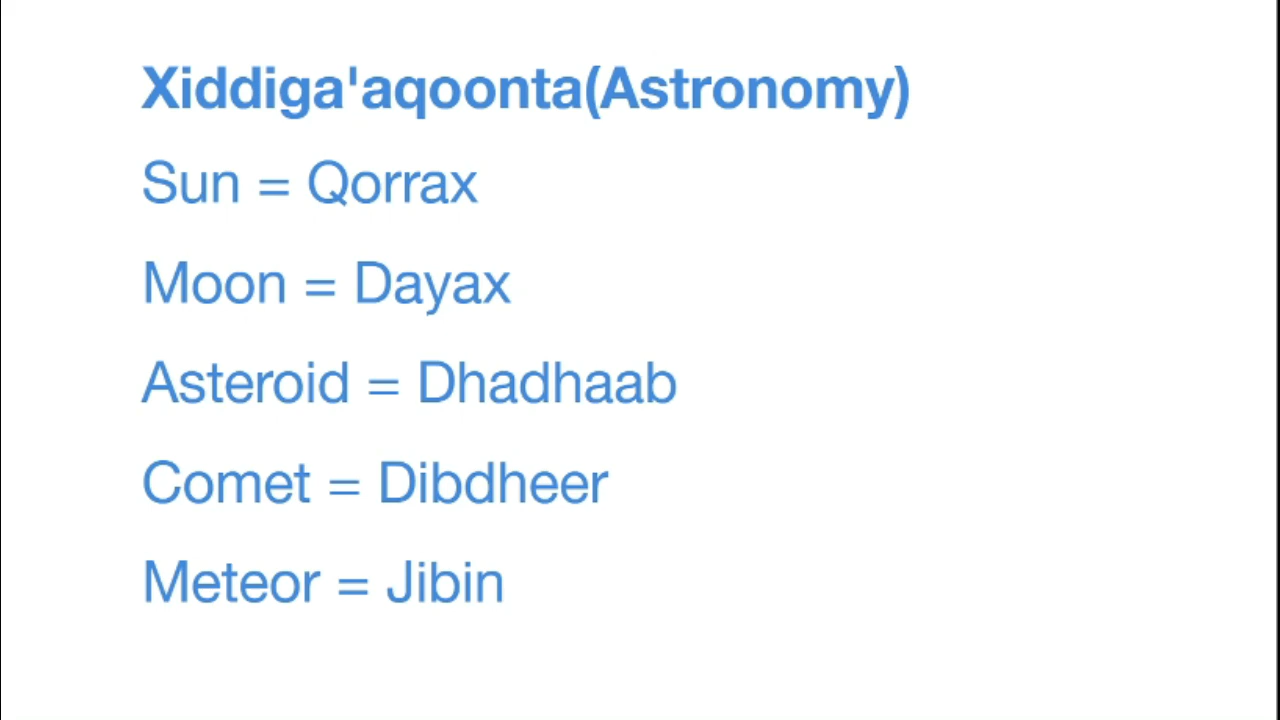 Xiddiga'aqoonta(Astronomy)
Sun = Qorrax
Moon = Dayax
Asteroid = Dhadhaab
Comet = Dibdheer
Meteor = Jibin